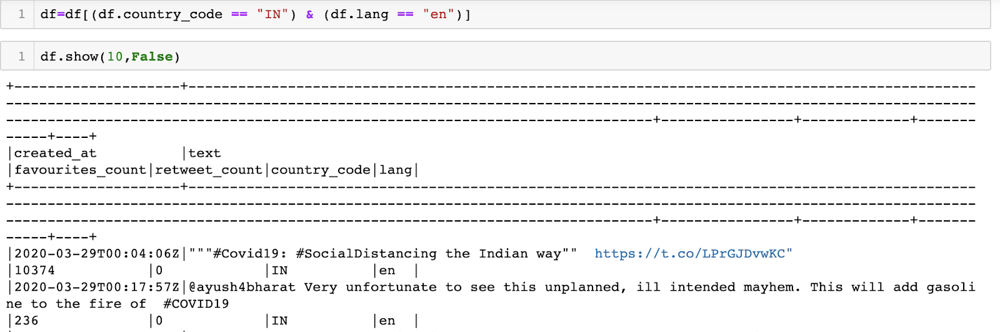 1 df=df[(df.country_code == "IN") & (df.lang == "en")]
1 df.show(10,False)
+--------------------+-----------------------------------------------------------------------------------------------
---------------------------------------------------------------------------------------------------------------------
------------------------------------------------------------------------------+----------------+-------------+-------
-----+----+
|created_at          |text
|favourites_count|retweet_count|country_code|lang|
+--------------------+-----------------------------------------------------------------------------------------------
---------------------------------------------------------------------------------------------------------------------
------------------------------------------------------------------------------+----------------+-------------+-------
-----+----+
|2020-03-29T00:04:06Z|"""#Covid19: #SocialDistancing the Indian way""  https://t.co/LPrGJDvwKC"
|10374           |0            |IN          |en  |
|2020-03-29T00:17:57Z|@ayush4bharat Very unfortunate to see this unplanned, ill intended mayhem. This will add gasoli
ne to the fire of  #COVID19
|236             |0            |IN          |en  |